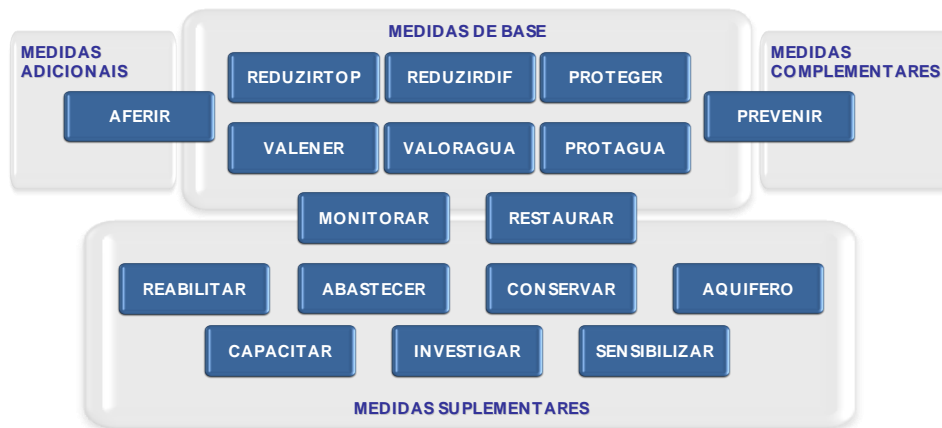 MEDIDAS DE BASE
MEDIDAS
ADICIONAIS
MEDIDAS
COMPLEMENTARES
REDUZIRTOP
REDUZIRDIF
PROTEGER
AFERIR
PREVENIR
VALENER
VALORAGUA
PROTAGUA
MONITORAR
RESTAURAR
REABILITAR
ABASTECER
CONSERVAR
AQUIFERO
CAPACITAR
INVESTIGAR
SENSIBILIZAR
MEDIDAS SUPLEMENTARES